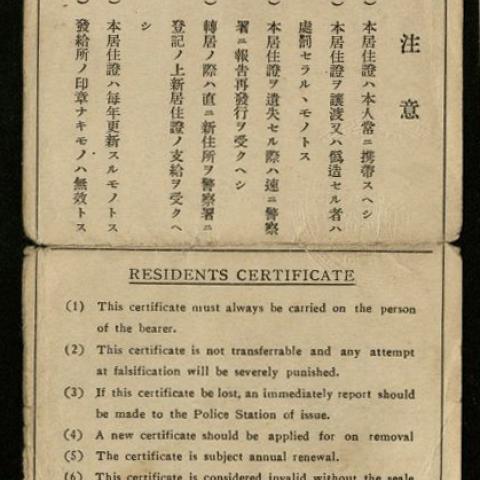 注意
本居住證ハ本人常ニ携帶スヘシ
本居住證ヲ讓渡又ハ僞造セル者ハ
處罰セラルヽモノトス
本居住證ヲ遺失セル際ハ速ニ警察
署ニ報告再發行ヲ受クヘシ
轉居ノ際ハ直ニ新住所ヲ警察署ニ
登記ノ上新居住證ノ支給ヲ受クヘ
シ
本居住證ハ每年更新スルモノトス
發給所ノ印章ナキモノハ無效トス
RESIDENTS CERTIFICATE
(1) This certificate must always be carried on the person
of the bearer.
(2) This certificate is not transferrable and any attempt
at falsification will be severely punished.
(3) If this certificate be lost, an immediately report should
be made to the Police Station of issue.
(4) A new certificate should be applied for on removal
(5) The certificate is subject annual renewal.
(6) This certificate is considered invalid without the seale